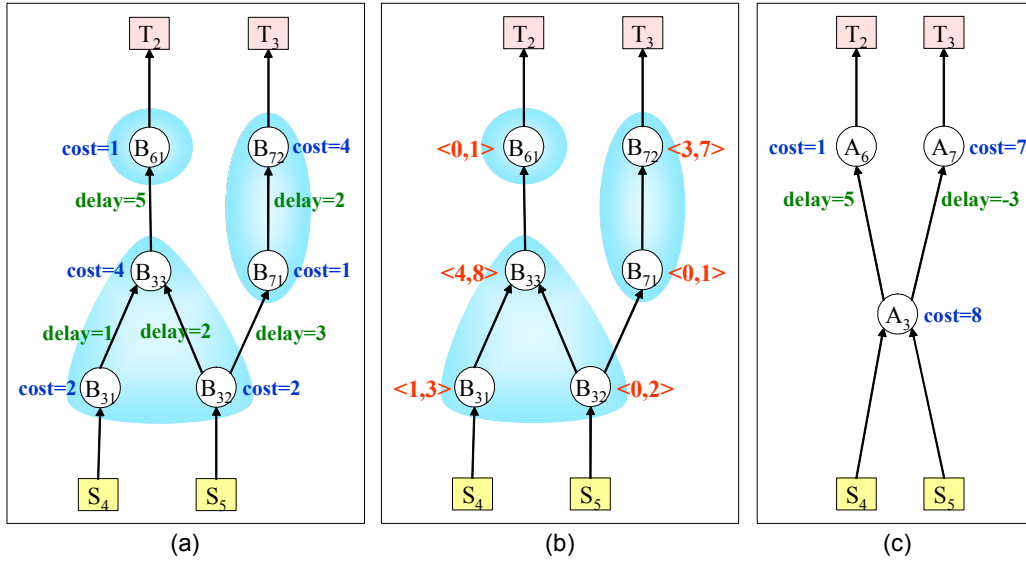 T2 T3
cost=1 B61 B72 cost=4
delay=5 delay=2
cost=4 B33 B71 cost=1
delay=1 delay=2 delay=3
cost=2 B31 B32 cost=2
S4 S5
(a)
T2 T3
<0,1> B61 B72 <3,7>
<4,8> B33 B71 <0,1>
<1,3> B31 B32 <0,2>
S4 S5
(b)
T2 T3
cost=1 A6 A7 cost=7
delay=5 delay=-3
A3 cost=8
S4 S5
(c)